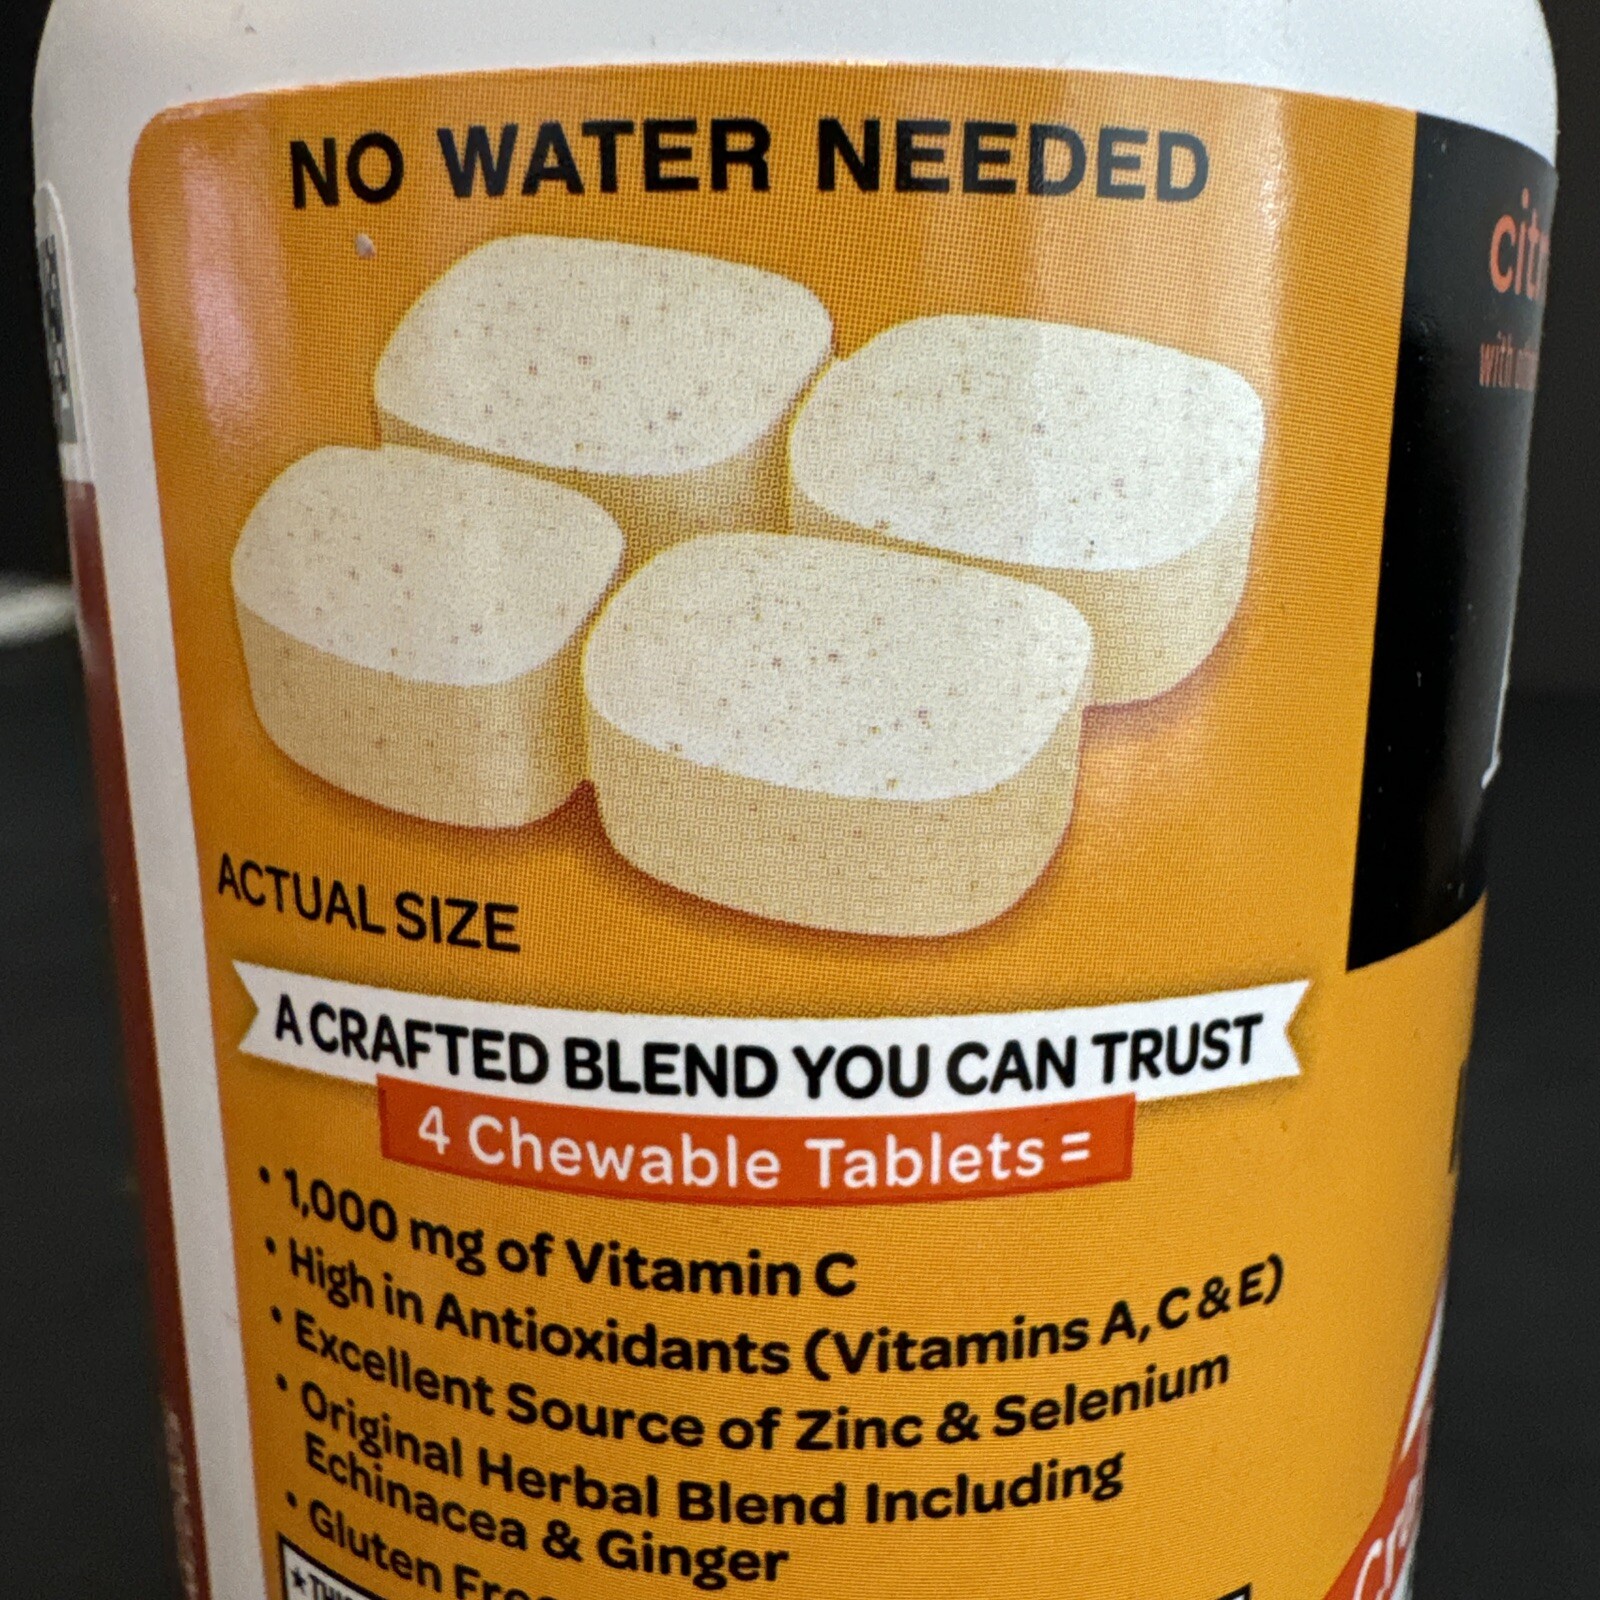 NO WATER NEEDED
ACTUAL SIZE
A CRAFTED BLEND YOU CAN TRUST
4 Chewable Tablets =
• 1,000 mg of Vitamin C
• High in Antioxidants (Vitamins A, C & E)
• Excellent Source of Zinc & Selenium
• Original Herbal Blend Including
Echinacea & Ginger
• Gluten Free
with